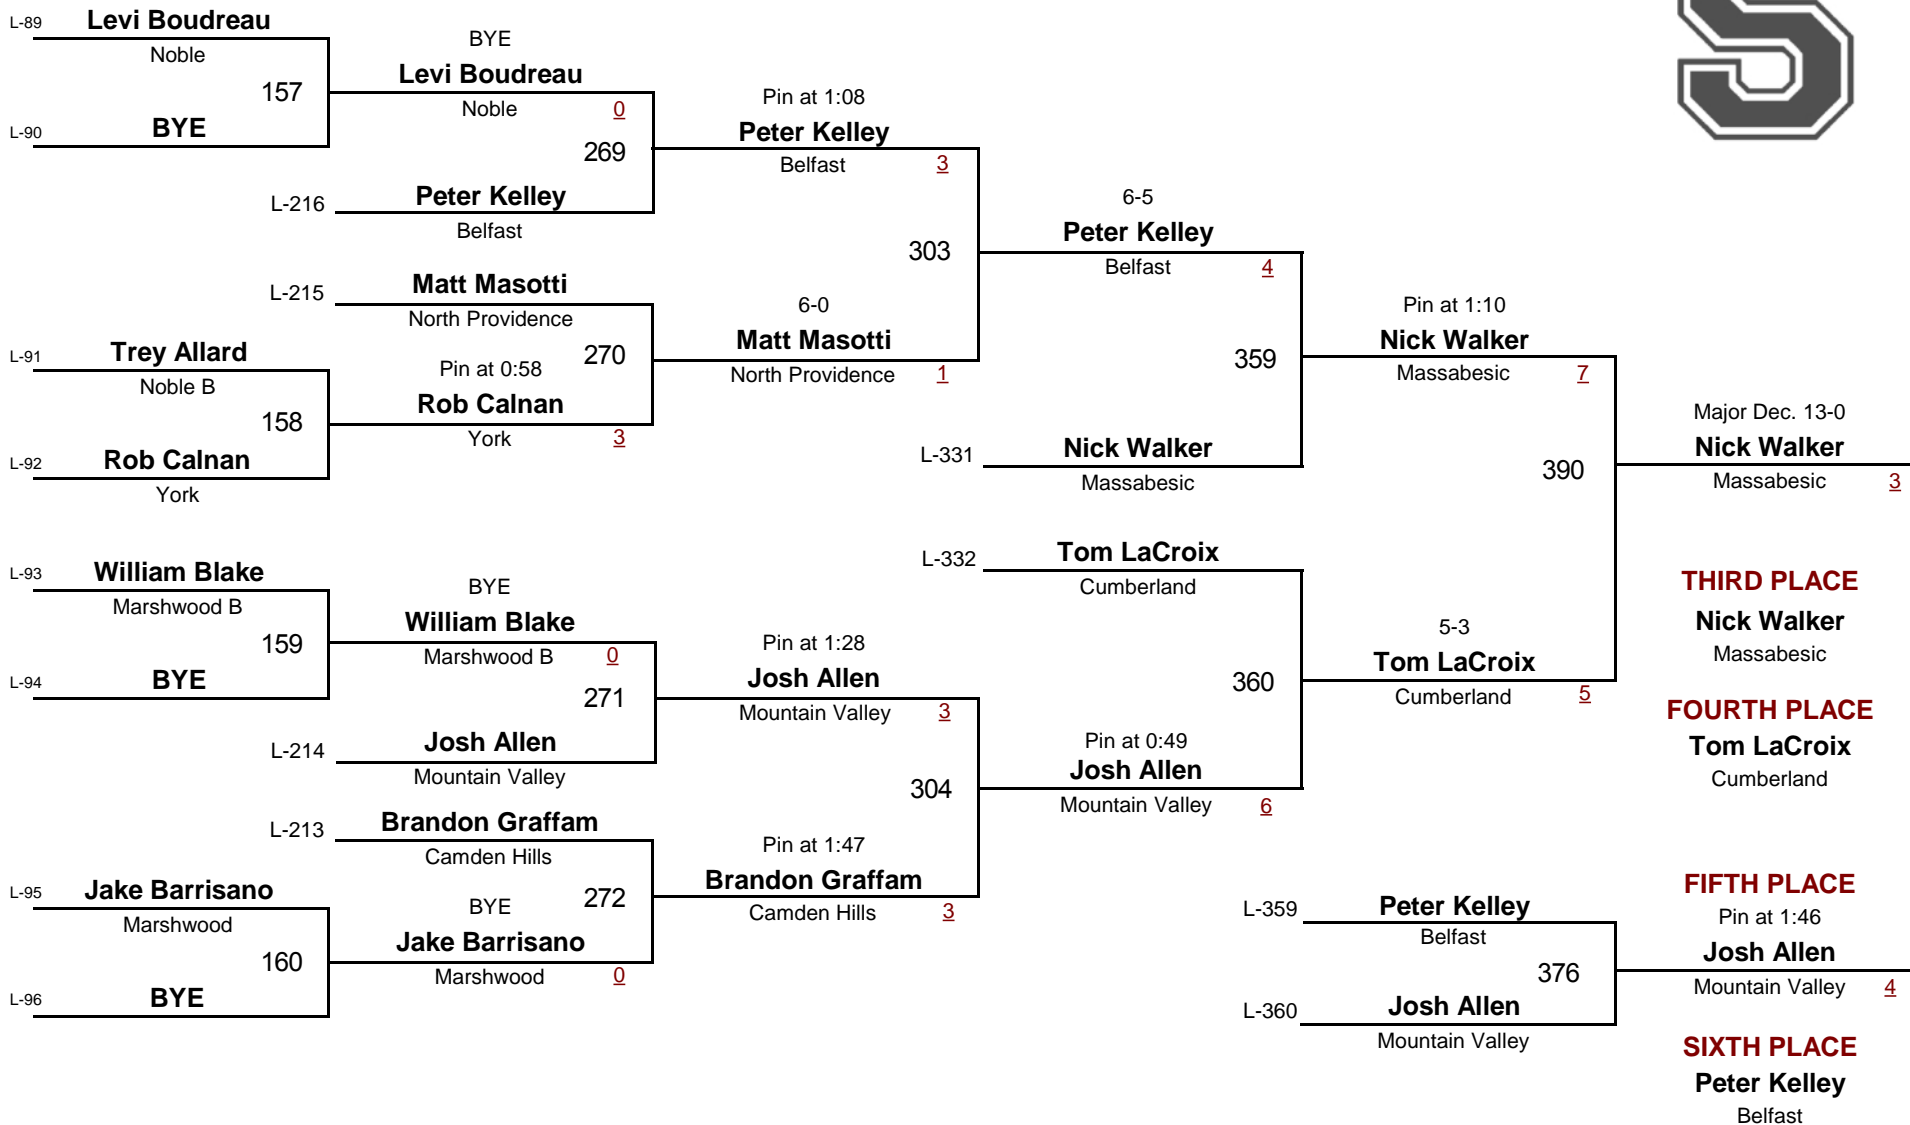 L-89 Levi Boudreau
Noble
157
L-90 BYE
BYE
Levi Boudreau
Noble 0
269
L-216 Peter Kelley
Belfast
Pin at 1:08
Peter Kelley
Belfast 3
L-215 Matt Masotti
North Providence
270
L-91 Trey Allard
Noble B
158
L-92 Rob Calnan
York
Pin at 0:58
Rob Calnan
York 3
6-0
Matt Masotti
North Providence 1
303
6-5
Peter Kelley
Belfast 4
359
L-331 Nick Walker
Massabesic
Pin at 1:10
Nick Walker
Massabesic 7
390
Major Dec. 13-0
Nick Walker
Massabesic 3
L-93 William Blake
Marshwood B
159
L-94 BYE
BYE
William Blake
Marshwood B 0
271
L-214 Josh Allen
Mountain Valley
Pin at 1:28
Josh Allen
Mountain Valley 3
304
L-213 Brandon Graffam
Camden Hills
272
L-95 Jake Barrisano
Marshwood
160
L-96 BYE
BYE
Jake Barrisano
Marshwood 0
Pin at 1:47
Brandon Graffam
Camden Hills 3
L-332 Tom LaCroix
Cumberland
360
Pin at 0:49
Josh Allen
Mountain Valley 6
5-3
Tom LaCroix
Cumberland 5
THIRD PLACE
Nick Walker
Massabesic
FOURTH PLACE
Tom LaCroix
Cumberland
L-359 Peter Kelley
Belfast
376
L-360 Josh Allen
Mountain Valley
FIFTH PLACE
Pin at 1:46
Josh Allen
Mountain Valley 4
SIXTH PLACE
Peter Kelley
Belfast
S